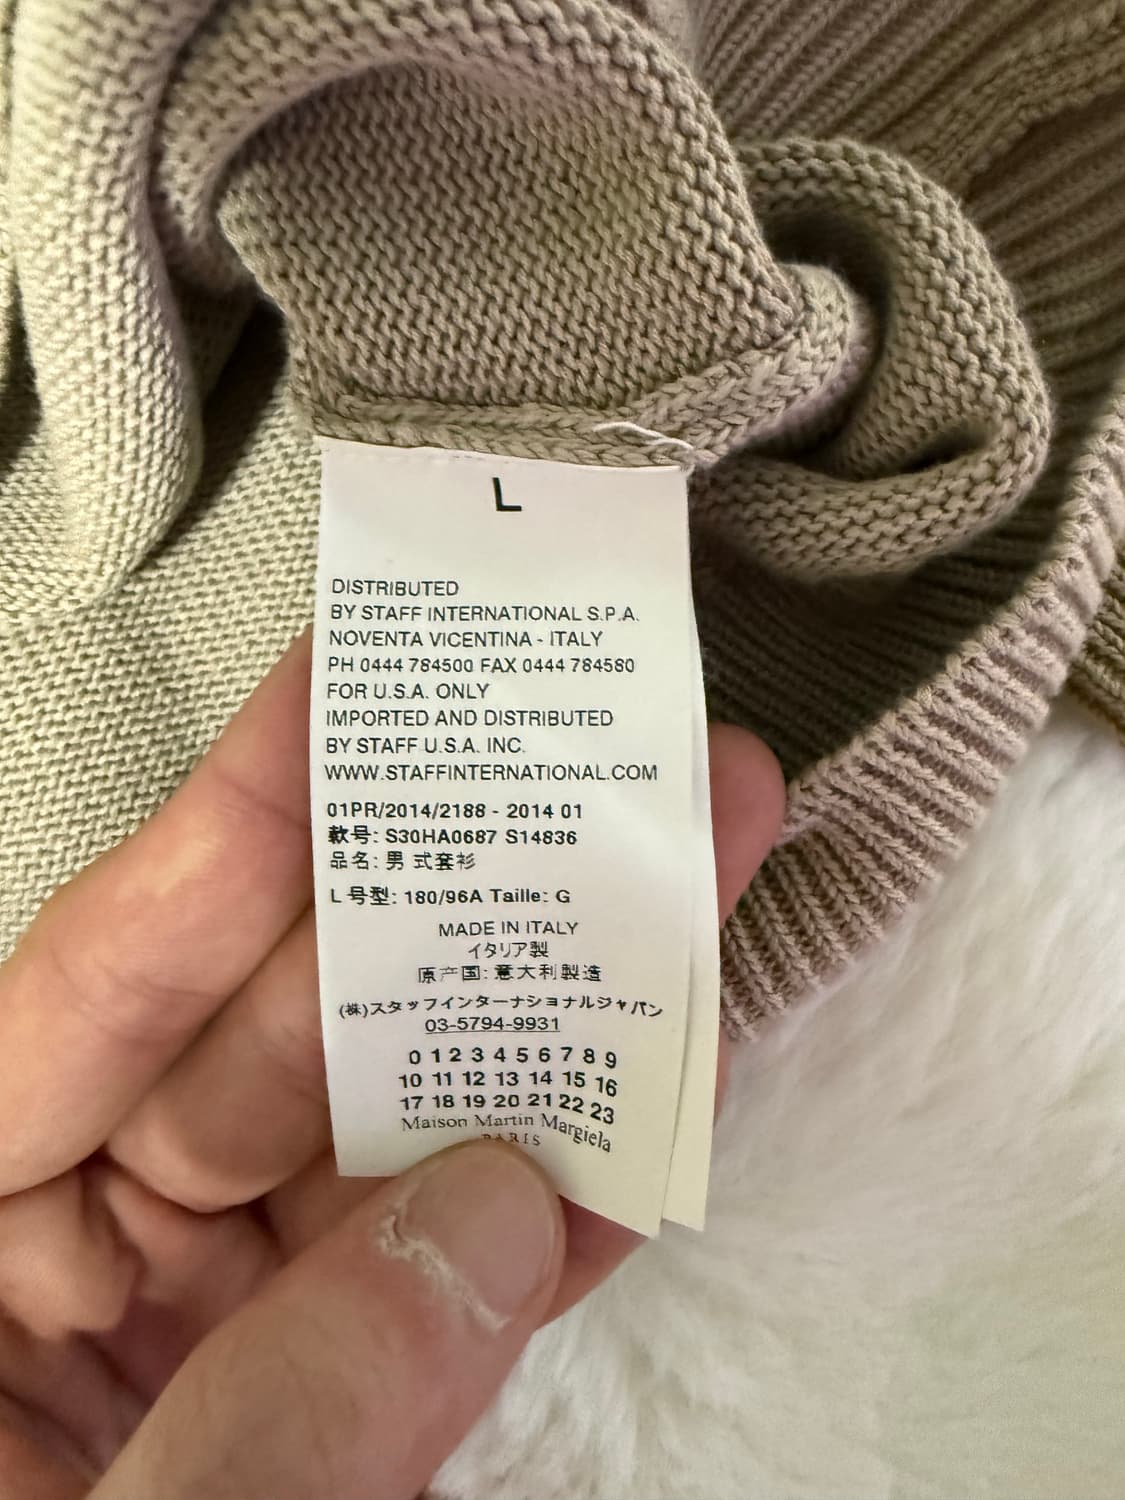 L
DISTRIBUTED
BY STAFF INTERNATIONAL S.P.A.
NOVENTA VICENTINA - ITALY
PH 0444 784500 FAX 0444 784580
FOR U.S.A. ONLY
IMPORTED AND DISTRIBUTED
BY STAFF U.S.A. INC.
WWW.STAFFINTERNATIONAL.COM
01PR/2014/2188 - 2014 01
款号: S30HA0687 S14836
品名: 男 式套衫
L 号型: 180/96A Taille: G
MADE IN ITALY
イタリア製
原产国: 意大利製造
(株)スタッフインターナショナルジャパン
03-5794-9931
0 1 2 3 4 5 6 7 8 9
10 11 12 13 14 15 16
17 18 19 20 21 22 23
Maison Martin Margiela
PARIS